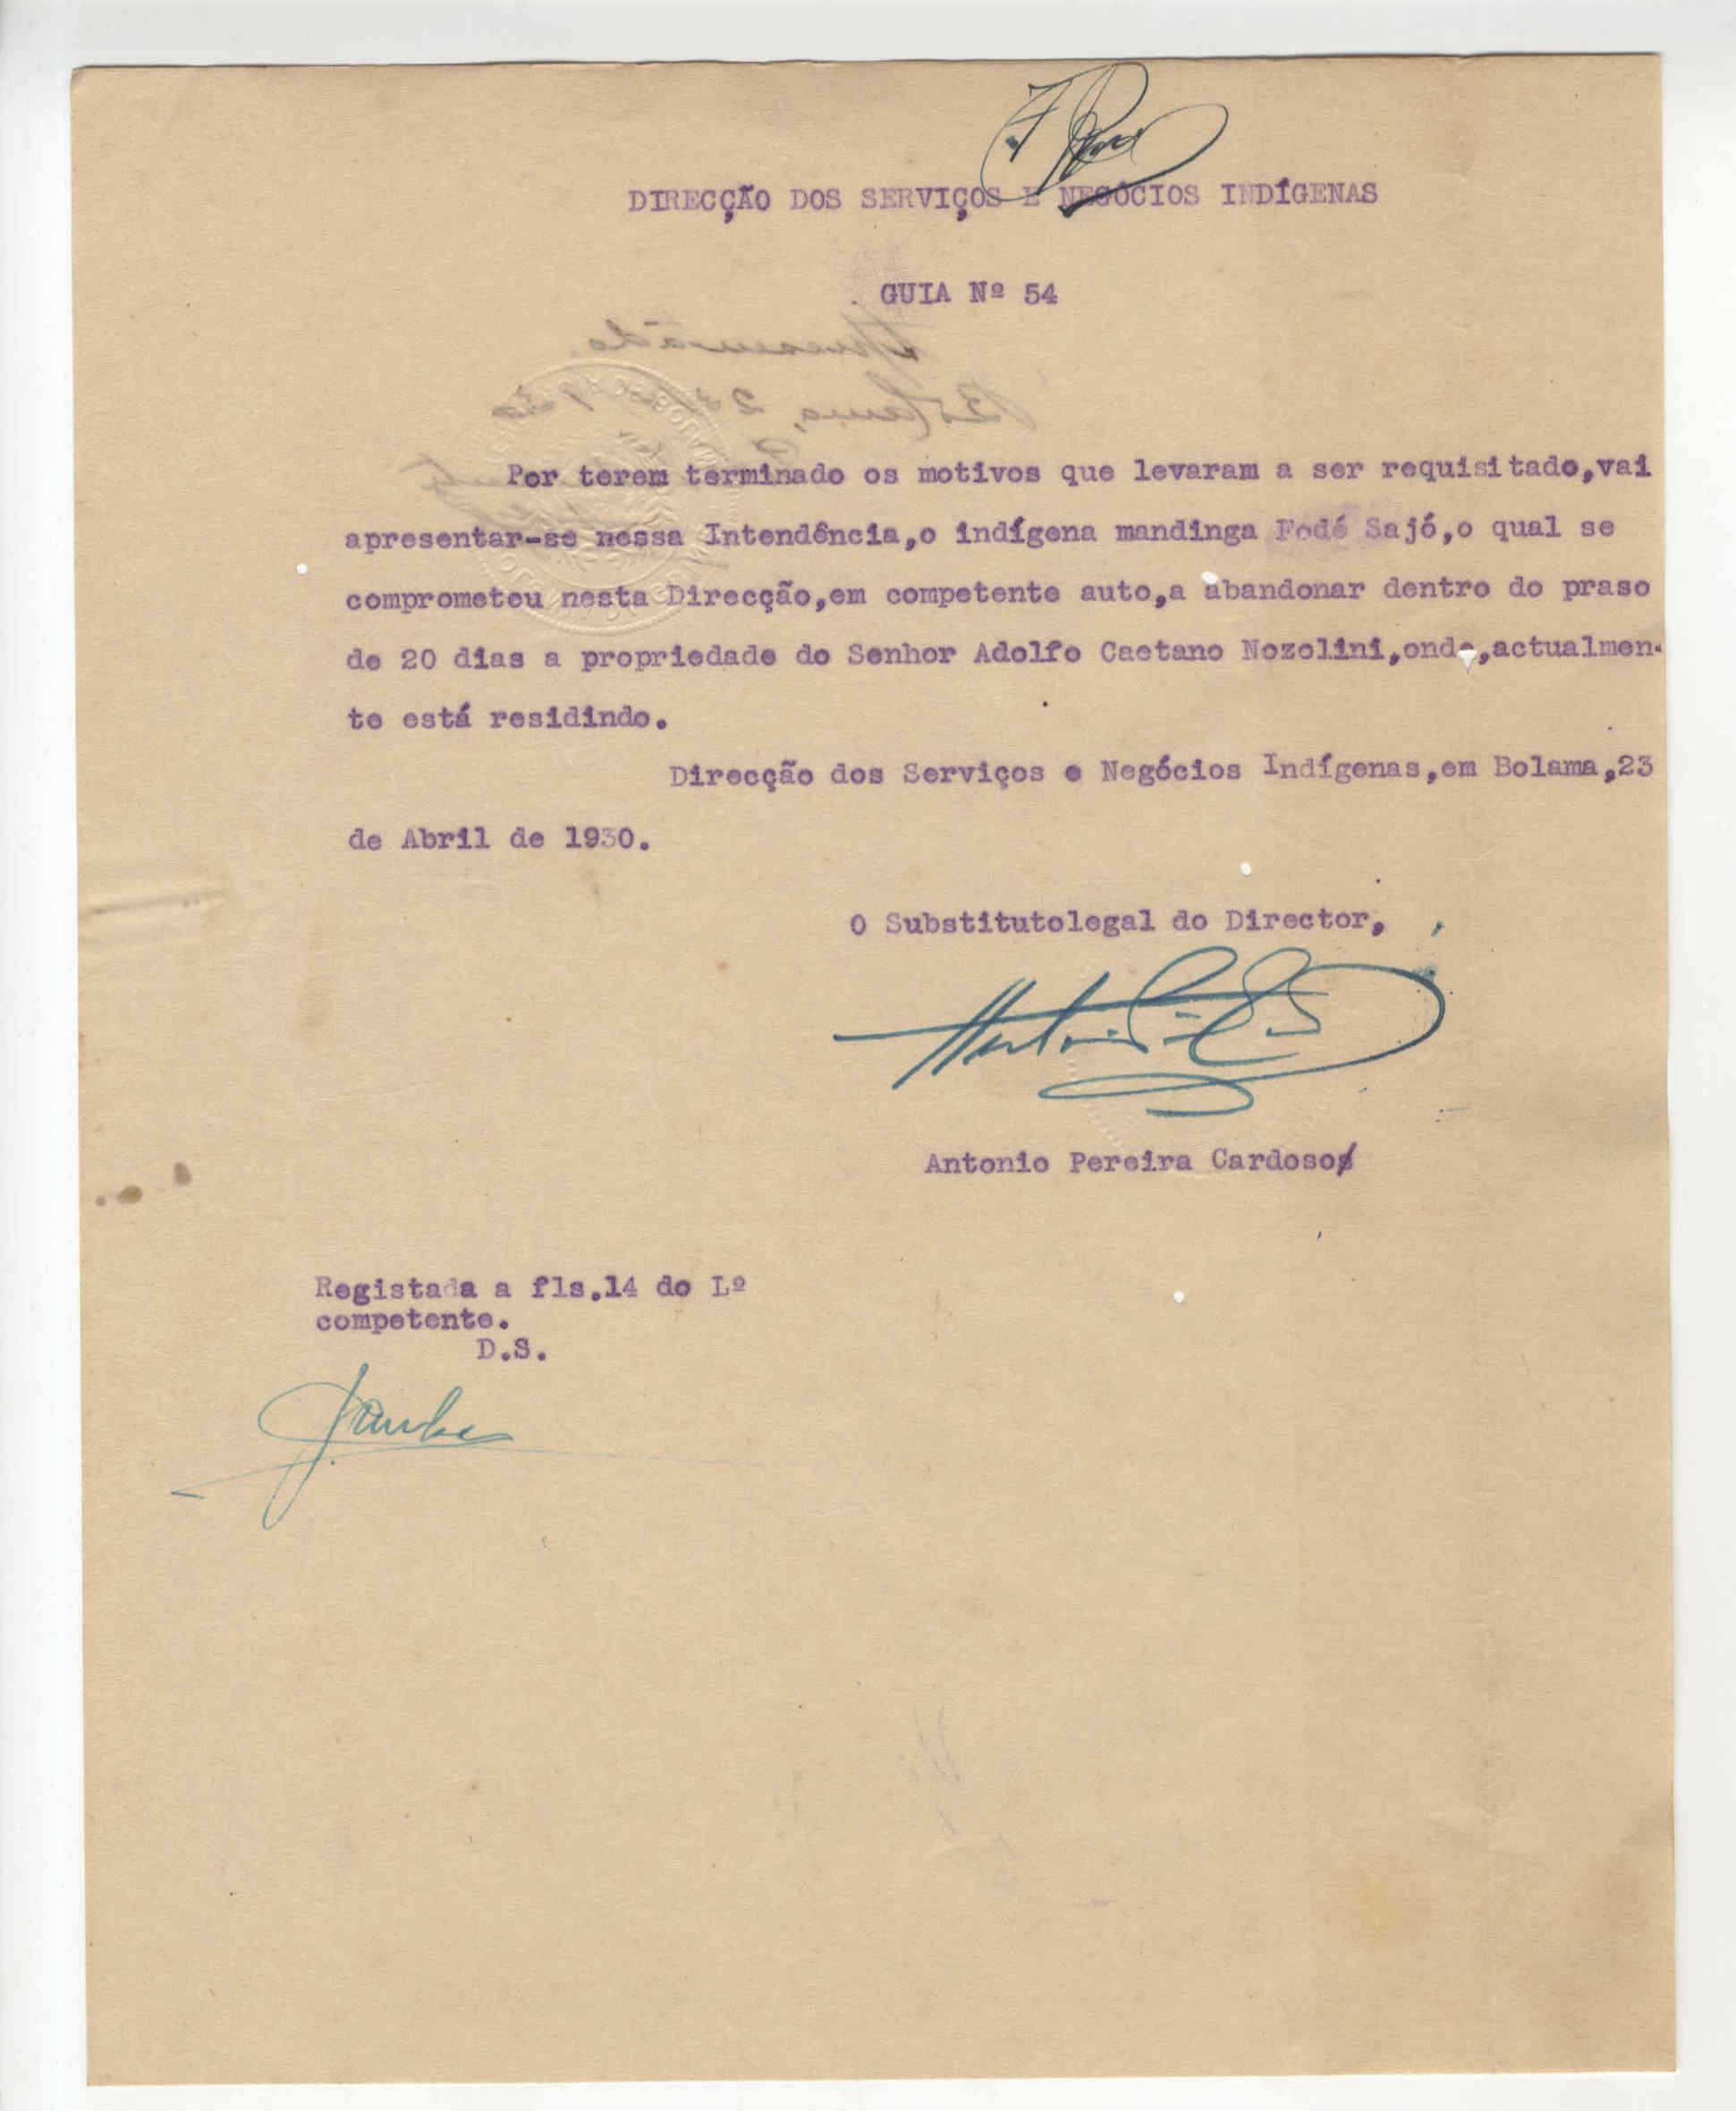 DIRECÇÃO DOS SERVIÇOS E NEGÓCIOS INDÍGENAS
GUIA Nº 54
Por terem terminado os motivos que levaram a ser requisitado,vai
apresentar-se nessa Intendência,o indígena mandinga Fodé Sajó,o qual se
comprometeu nesta Direcção,em competente auto,a abandonar dentro do praso
de 20 dias a propriedade do Senhor Adolfo Caetano Nozolini,onde,actualmen-
te está residindo.
Direcção dos Serviços e Negócios Indígenas,em Bolama,23
de Abril de 1930.
O Substitutolegal do Director,
Antonio Pereira Cardoso
Registada a fls.14 do Lº
competente.
D.S.